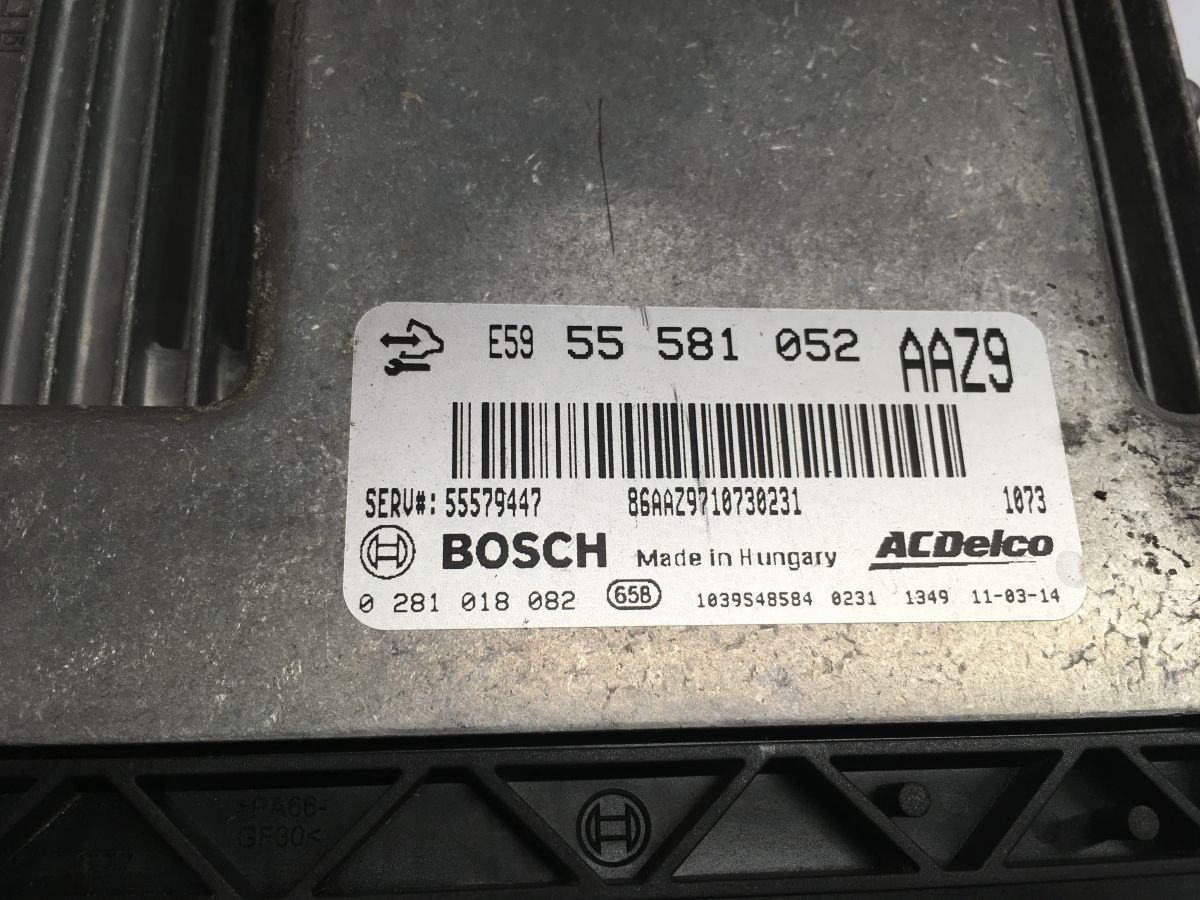 E59 55 581 052 AAZ9
SERV#: 55579447 86AAZ9710730231 1073
BOSCH Made in Hungary ACDelco
0 281 018 082 65B 1039S48584 0231 1349 11-03-14
>PA66-
GF30<